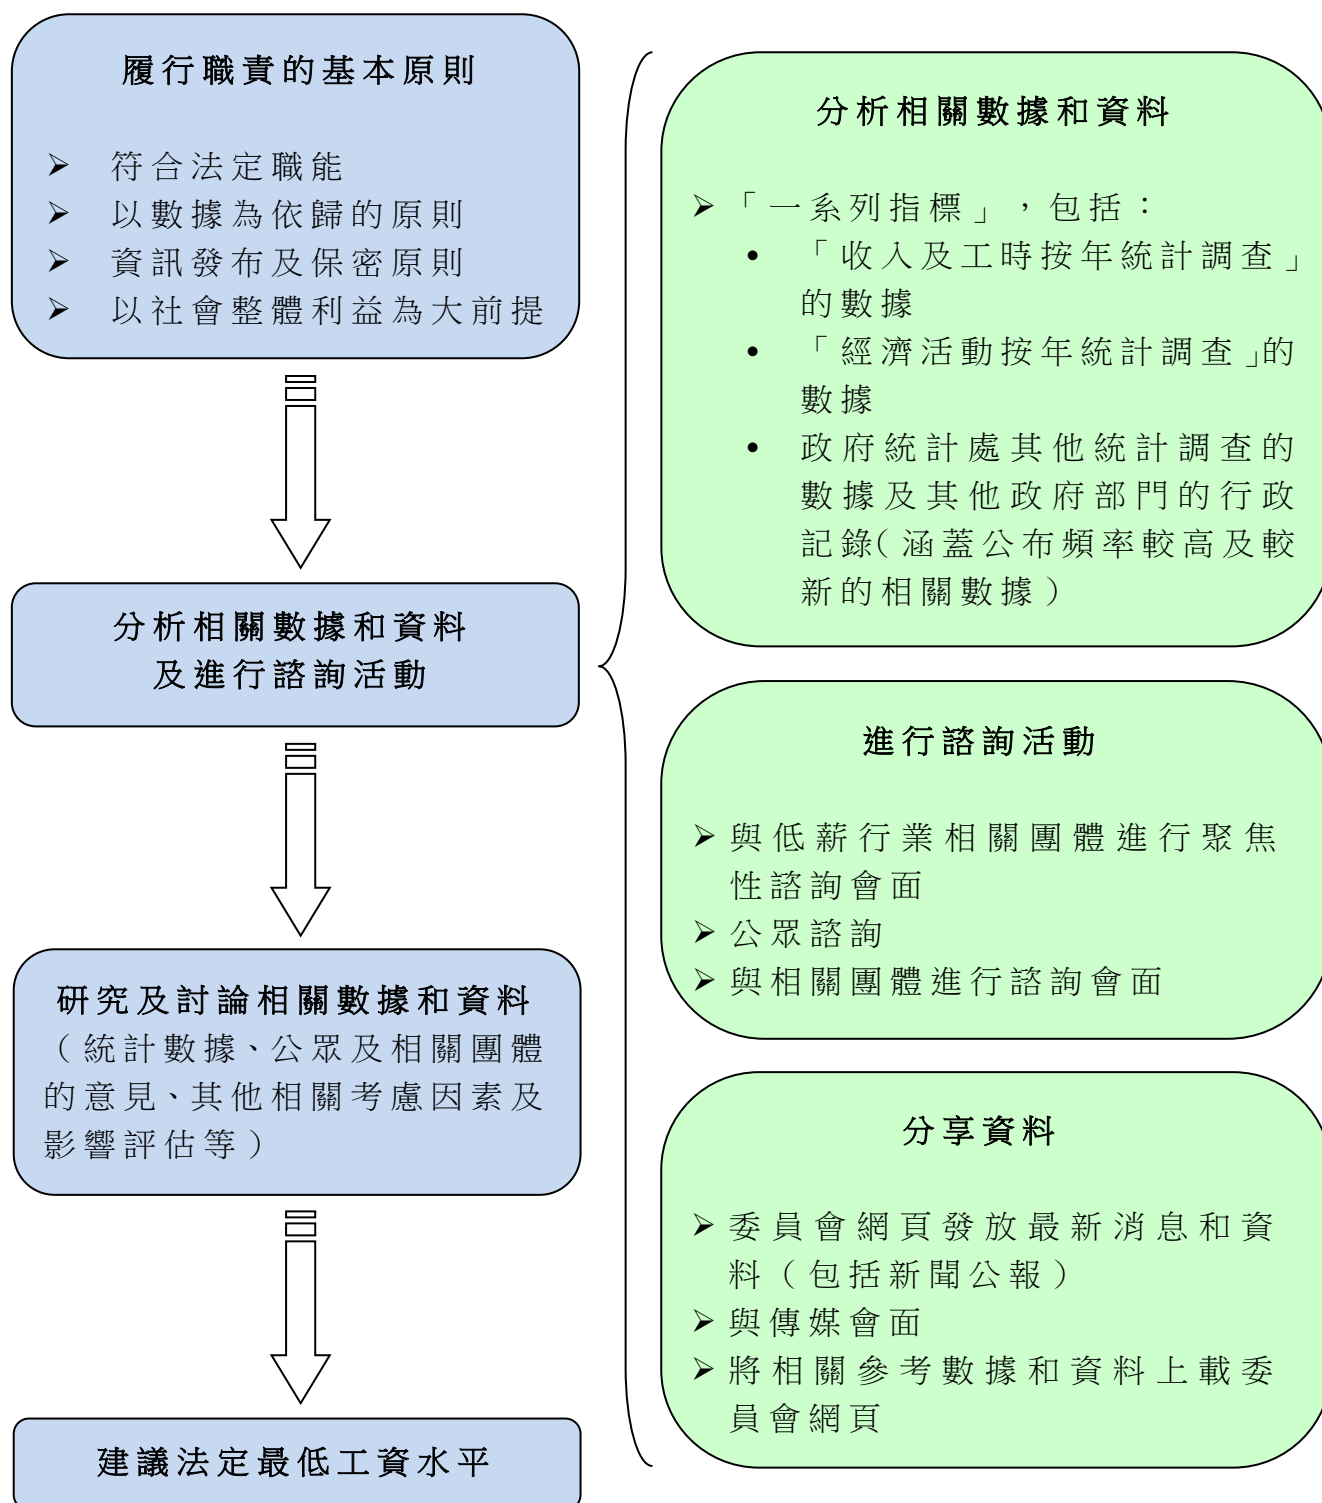 履行職責的基本原則
➢ 符合法定職能
➢ 以數據為依歸的原則
➢ 資訊發布及保密原則
➢ 以社會整體利益為大前提
分析相關數據和資料
及進行諮詢活動
研究及討論相關數據和資料
（統計數據、公眾及相關團體
的意見、其他相關考慮因素及
影響評估等）
建議法定最低工資水平
分析相關數據和資料
➢ 「一系列指標」，包括：
• 「收入及工時按年統計調查」
的數據
• 「經濟活動按年統計調查」的
數據
• 政府統計處其他統計調查的
數據及其他政府部門的行政
記錄（涵蓋公布頻率較高及較
新的相關數據）
進行諮詢活動
➢ 與低薪行業相關團體進行聚焦
性諮詢會面
➢ 公眾諮詢
➢ 與相關團體進行諮詢會面
分享資料
➢ 委員會網頁發放最新消息和資
料（包括新聞公報）
➢ 與傳媒會面
➢ 將相關參考數據和資料上載委
員會網頁